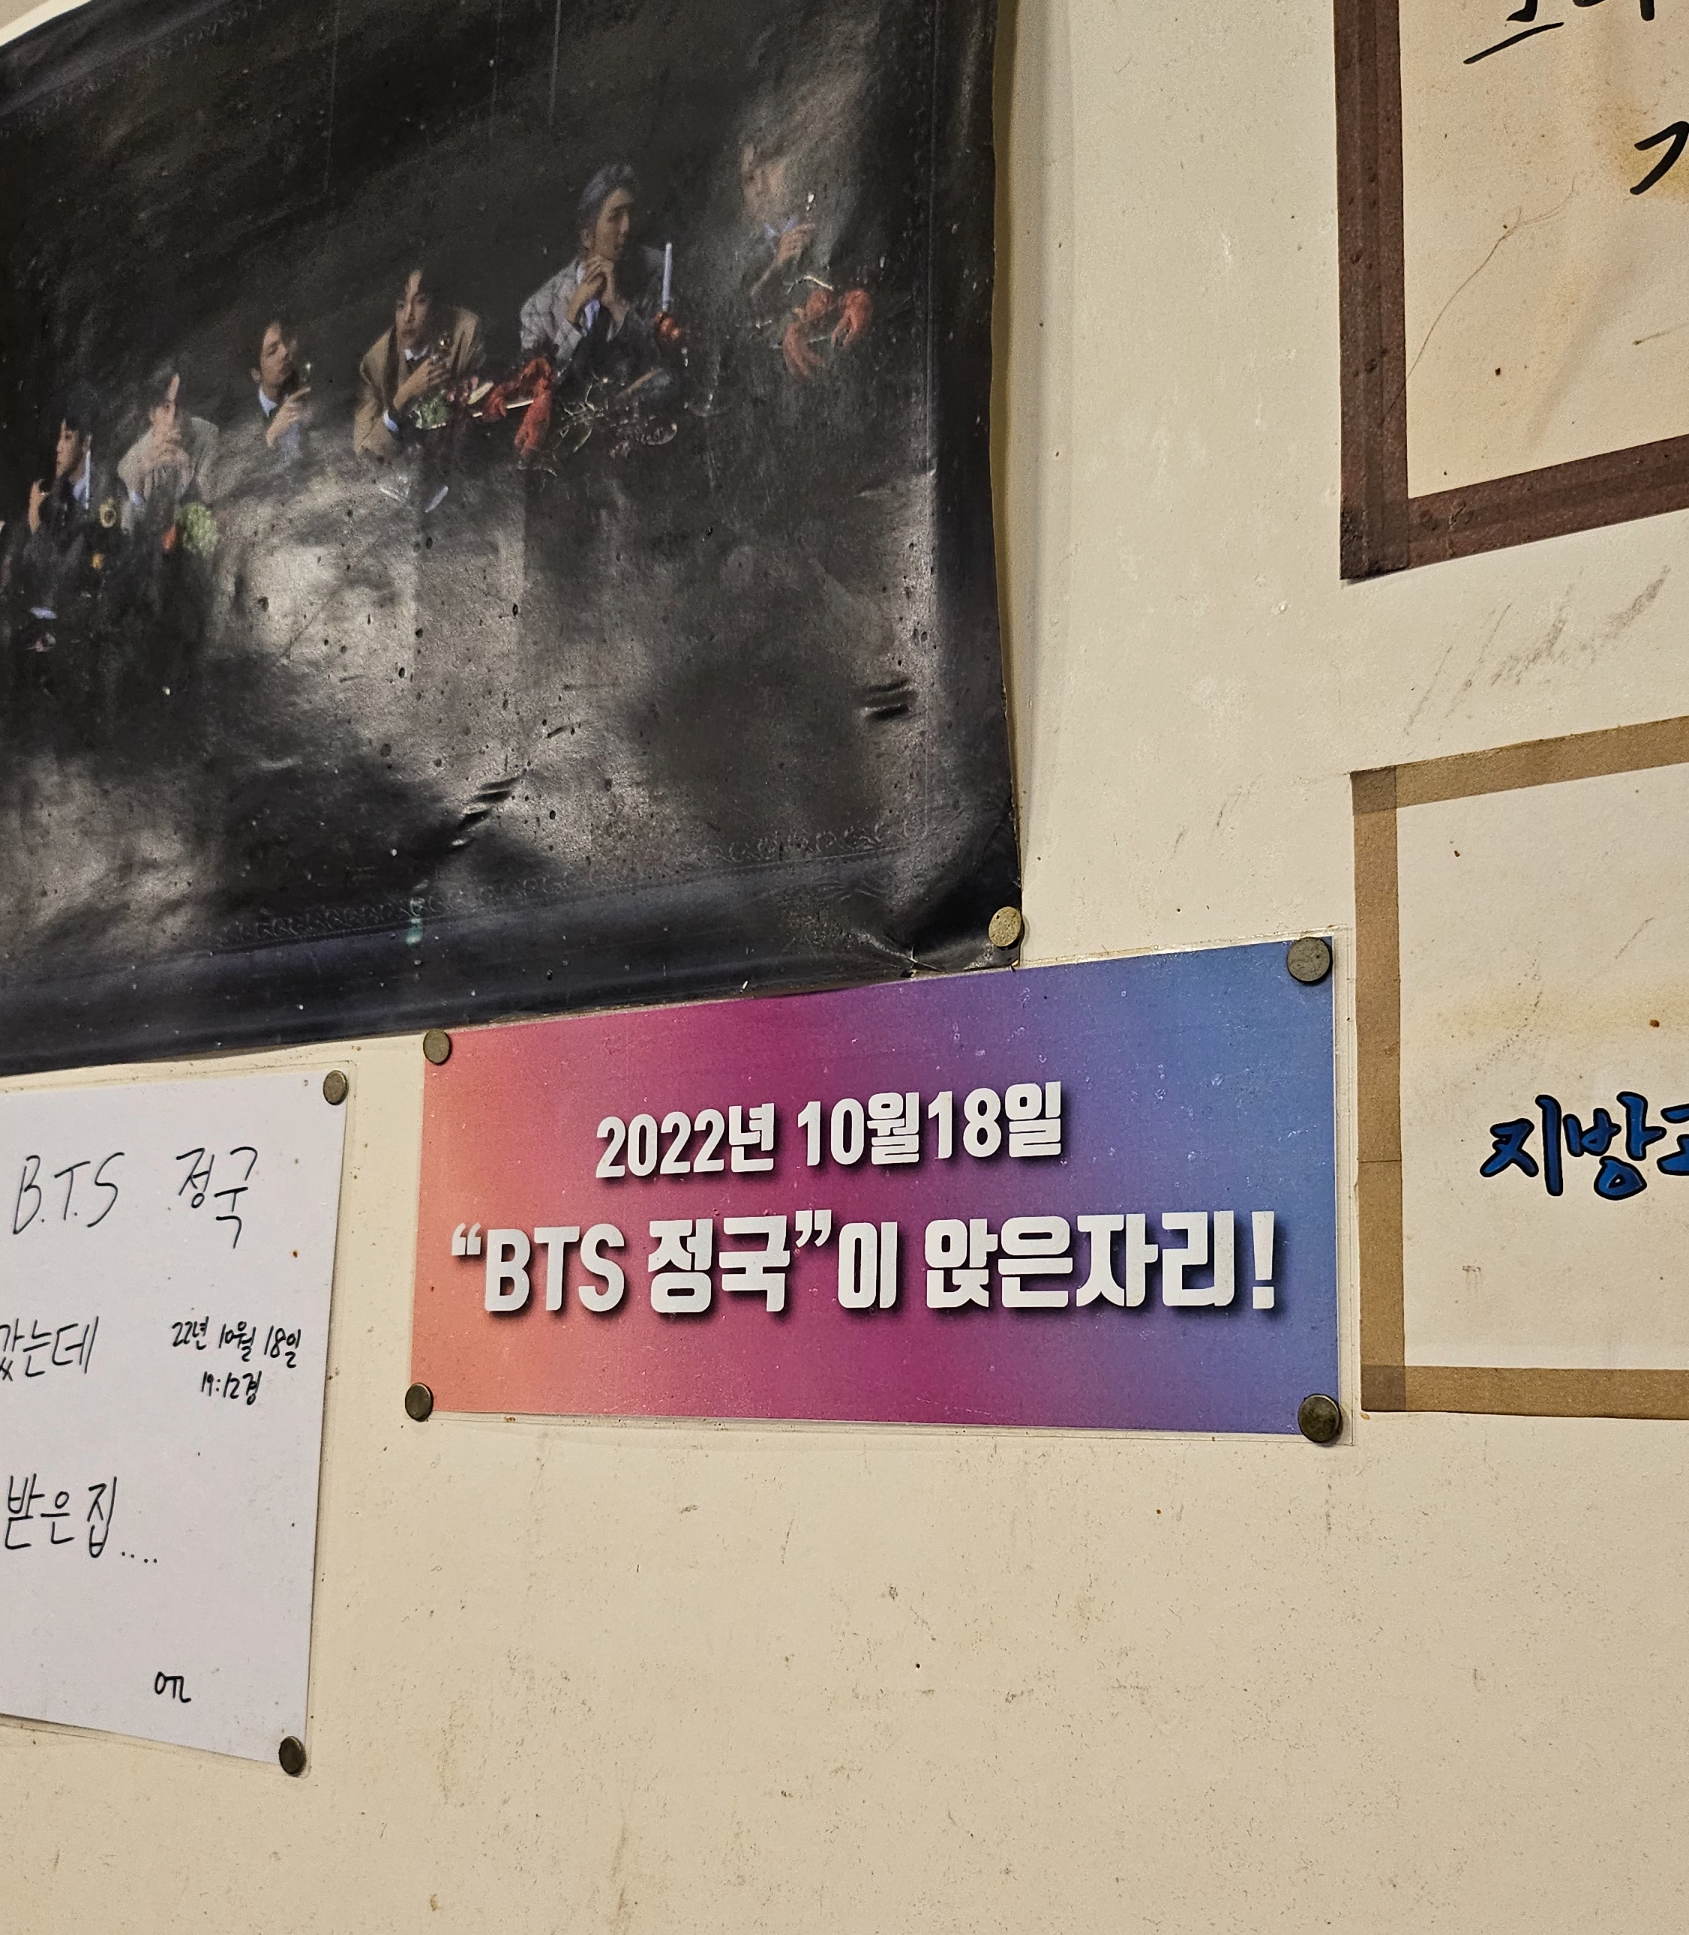 2022년 10월18일
“BTS 정국”이 앉은자리!
B.T.S 정국
갔는데
22년 10월 18일
19:12경
받은집....
지방